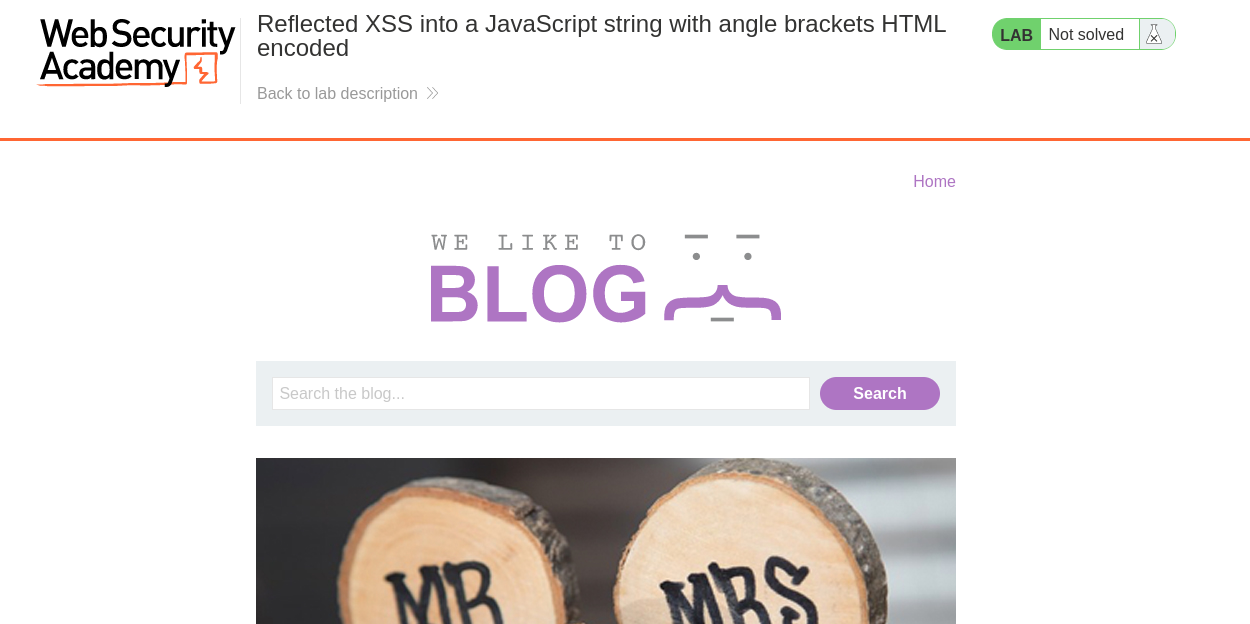 Web Security
Academy
Reflected XSS into a JavaScript string with angle brackets HTML
encoded
Back to lab description
LAB Not solved
Home
WE LIKE TO
BLOG
Search the blog...
Search
MR
MRS